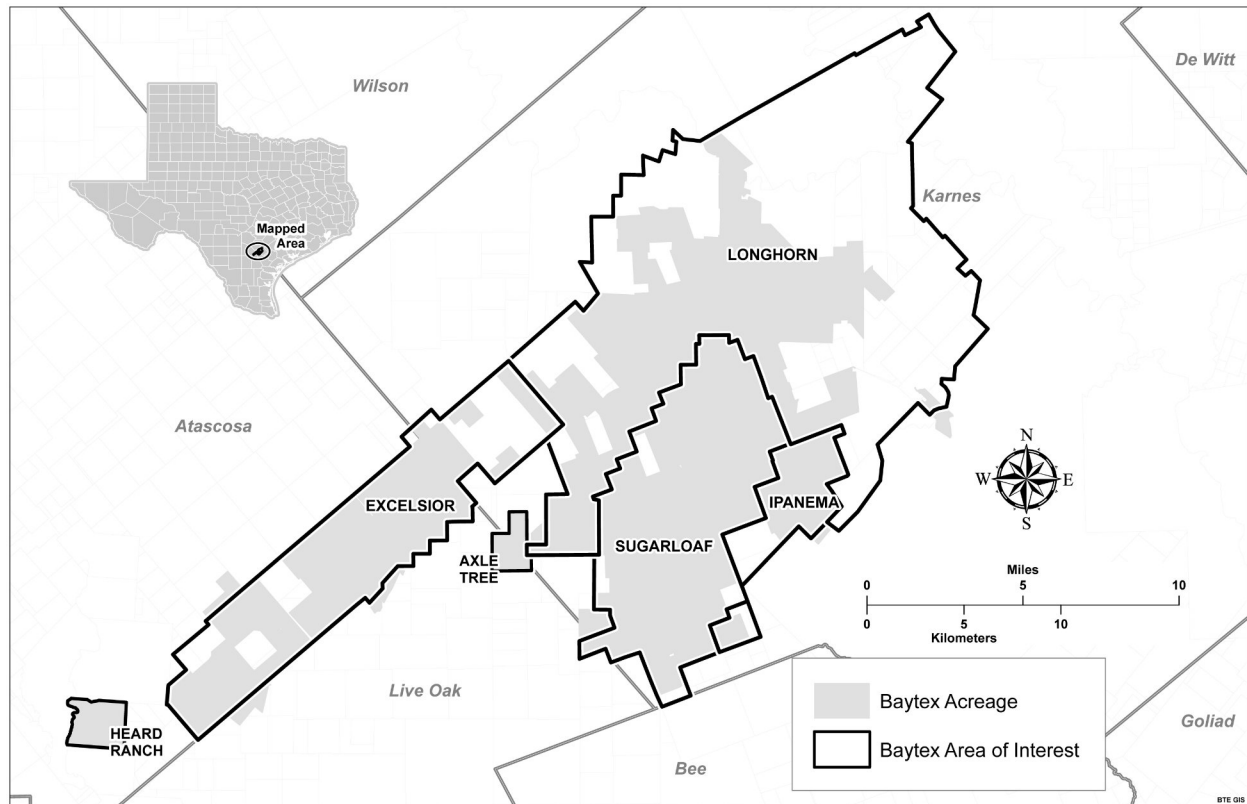 Wilson
De Witt
Mapped
Area
Karnes
LONGHORN
Atascosa
EXCELSIOR
N
W
E
S
IPANEMA
SUGARLOAF
AXLE
TREE
Miles
0 5 10
0 5 10
Kilometers
Live Oak
Baytex Acreage
Baytex Area of Interest
HEARD
RANCH
Goliad
Bee
BTE GIS